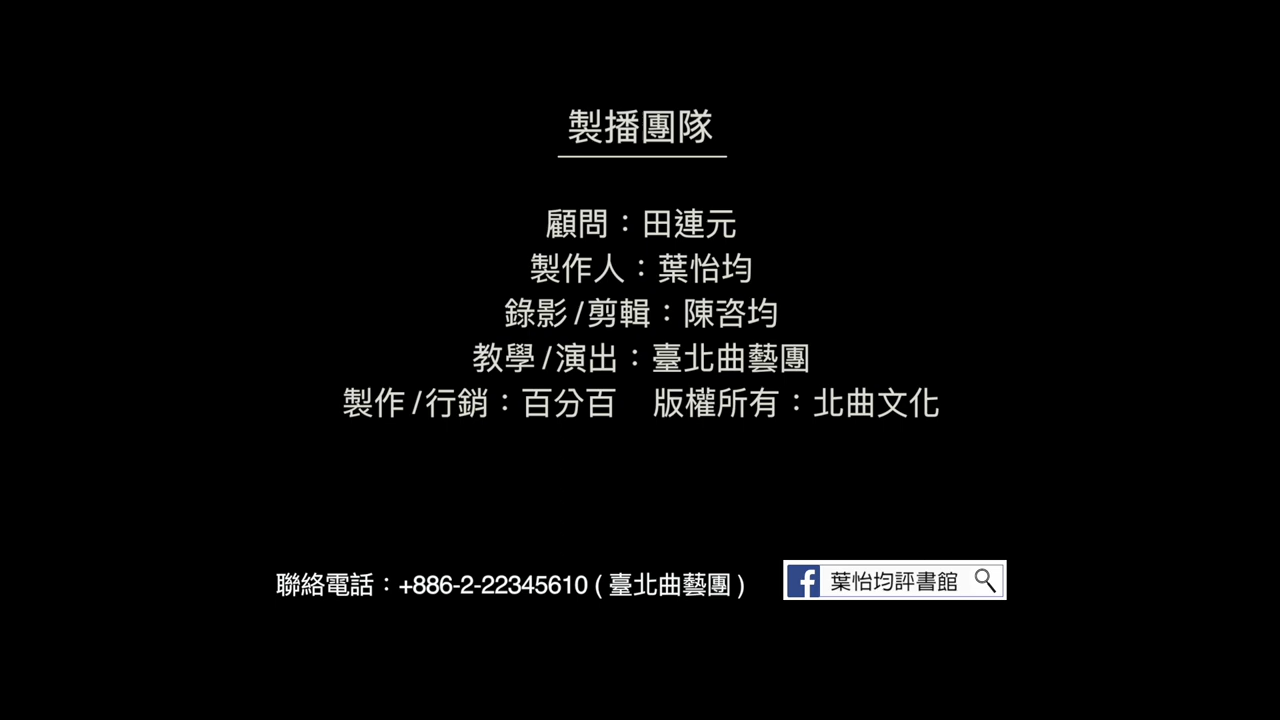 製播團隊
顧問：田連元
製作人：葉怡均
錄影/剪輯：陳咨均
教學/演出：臺北曲藝團
製作/行銷：百分百　版權所有：北曲文化
聯絡電話：+886-2-22345610 ( 臺北曲藝團 )
f 葉怡均評書館